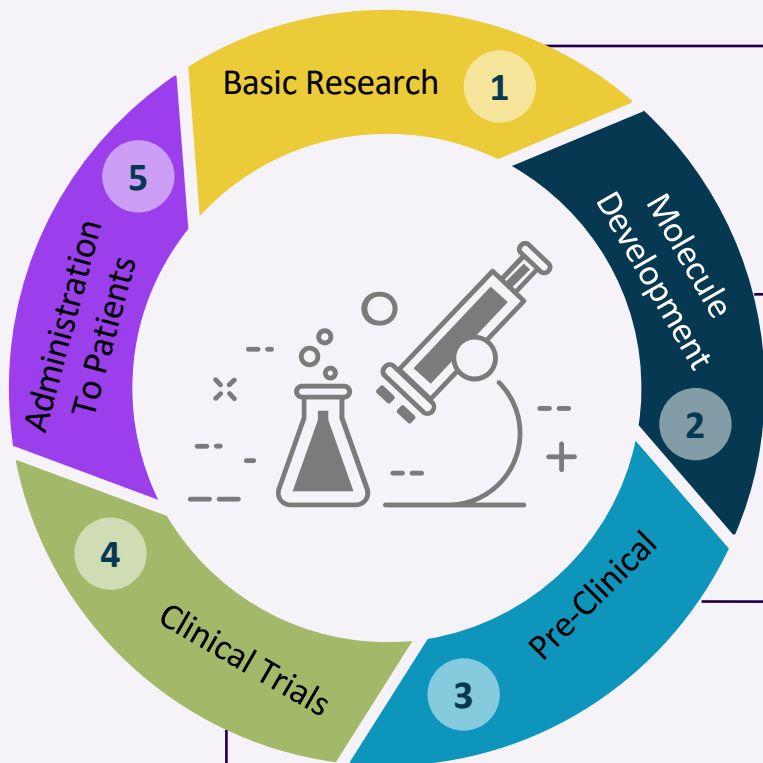 Basic Research
1
Molecule
Development
2
Pre-Clinical
3
Clinical Trials
4
Administration
To Patients
5